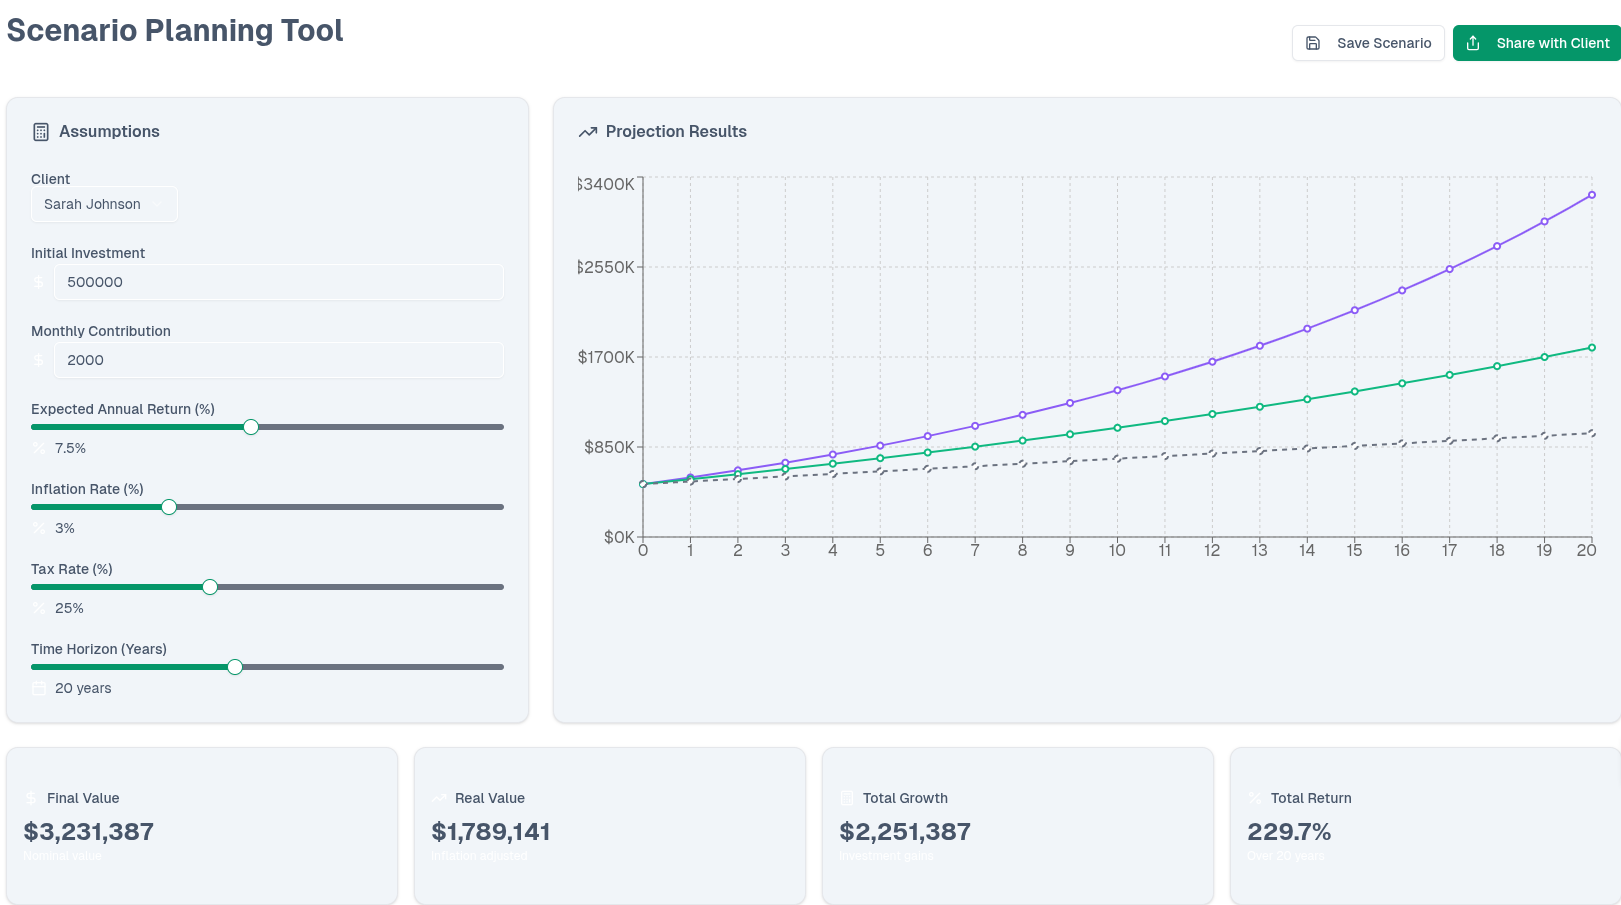 Scenario Planning Tool
Save Scenario
Share with Client
Assumptions
Client
Sarah Johnson
Initial Investment
$ 500000
Monthly Contribution
$ 2000
Expected Annual Return (%)
7.5%
Inflation Rate (%)
3%
Tax Rate (%)
25%
Time Horizon (Years)
20 years
Projection Results
$3400K
$2550K
$1700K
$850K
$0K
0 1 2 3 4 5 6 7 8 9 10 11 12 13 14 15 16 17 18 19 20
$ Final Value
$3,231,387
Nominal value
Real Value
$1,789,141
Inflation adjusted
Total Growth
$2,251,387
Investment gains
Total Return
229.7%
Over 20 years